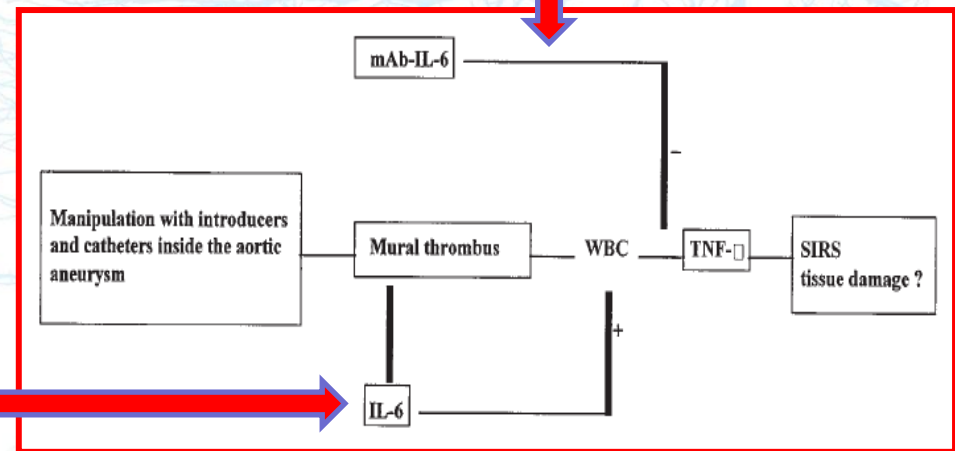 mAb-IL-6
−
Manipulation with introducers
and catheters inside the aortic
aneurysm
Mural thrombus
WBC
TNF-□
SIRS
tissue damage ?
+
IL-6